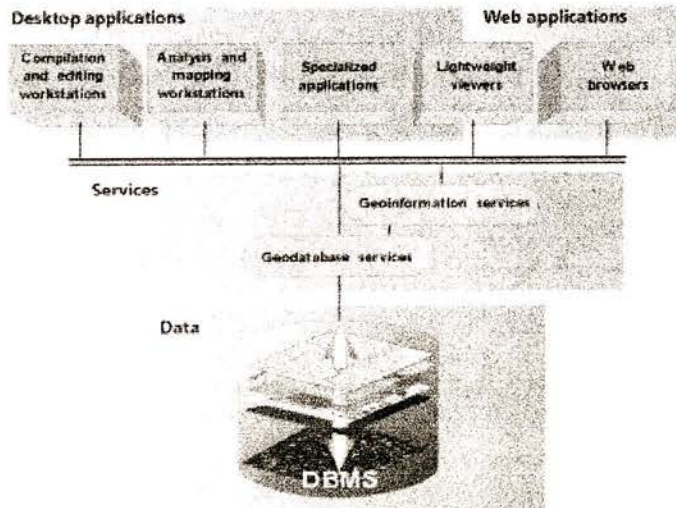 Desktop applications
Web applications
Compilation
and editing
workstations
Analysis and
mapping
workstations
Specialized
applications
Lightweight
viewers
Web
browsers
Services
Geoinformation services
Geodatabase services
Data
DBMS